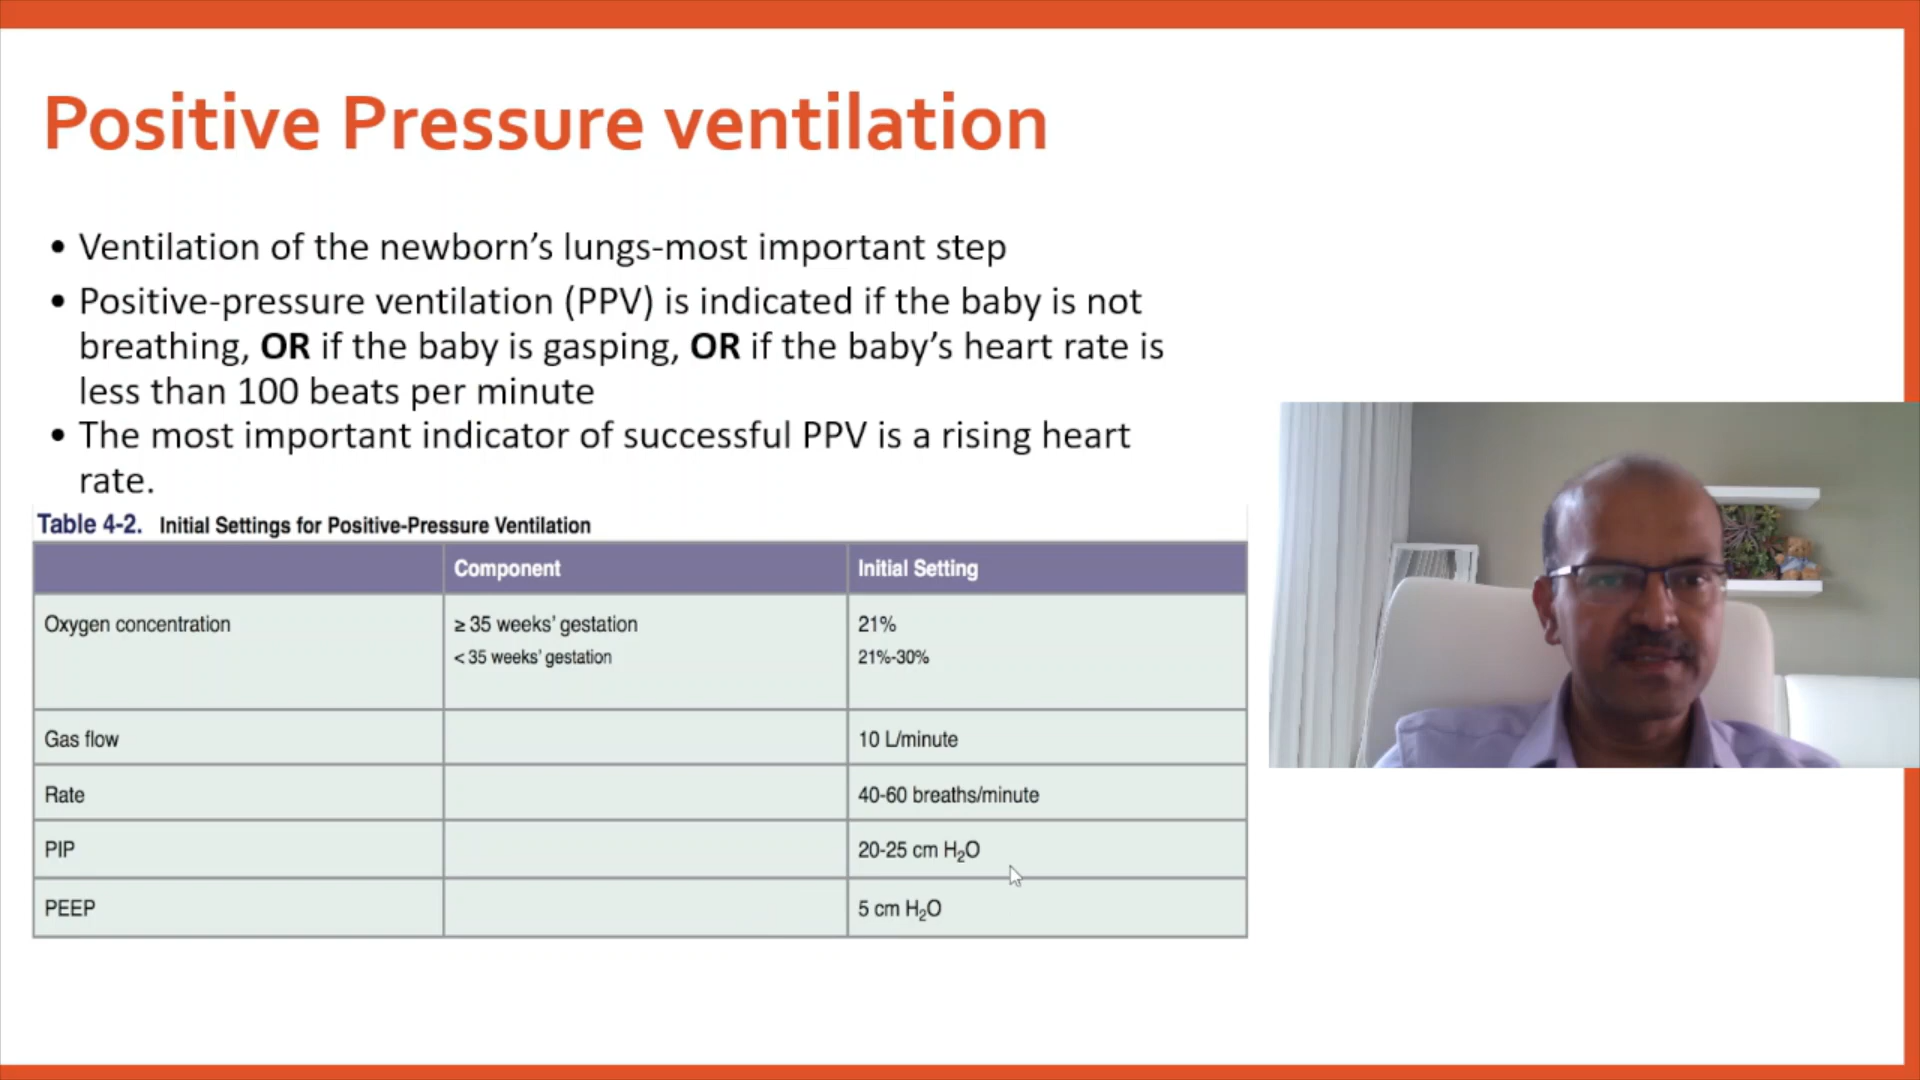 Positive Pressure ventilation
• Ventilation of the newborn's lungs-most important step
• Positive-pressure ventilation (PPV) is indicated if the baby is not
breathing, OR if the baby is gasping, OR if the baby's heart rate is
less than 100 beats per minute
• The most important indicator of successful PPV is a rising heart
rate.
Table 4-2. Initial Settings for Positive-Pressure Ventilation
Component Initial Setting
Oxygen concentration ≥ 35 weeks' gestation 21%
< 35 weeks' gestation 21%-30%
Gas flow 10 L/minute
Rate 40-60 breaths/minute
PIP 20-25 cm H₂O
PEEP 5 cm H₂O